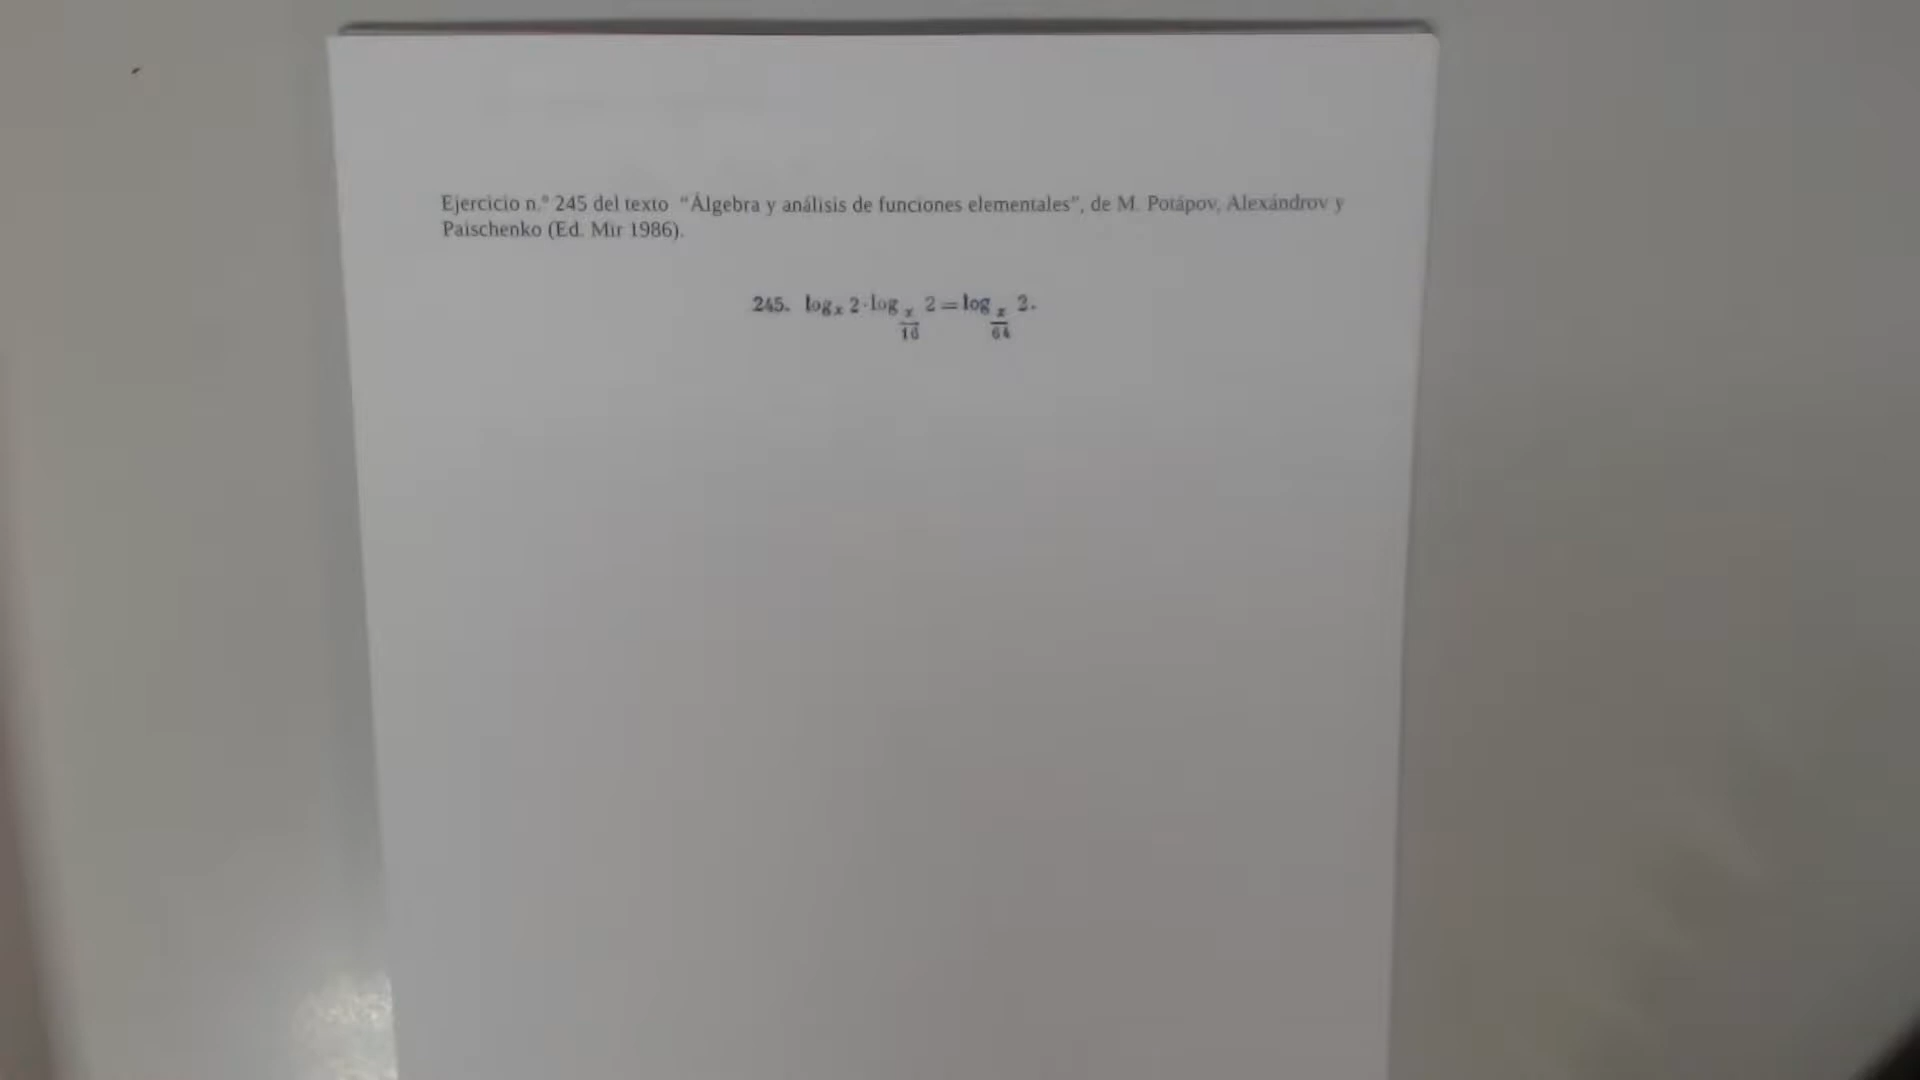 Ejercicio n.º 245 del texto "Álgebra y análisis de funciones elementales", de M. Potápov, Alexándrov y
Paischenko (Ed. Mir 1986).
245. log_x 2·log_{x/16} 2=log_{x/64} 2.